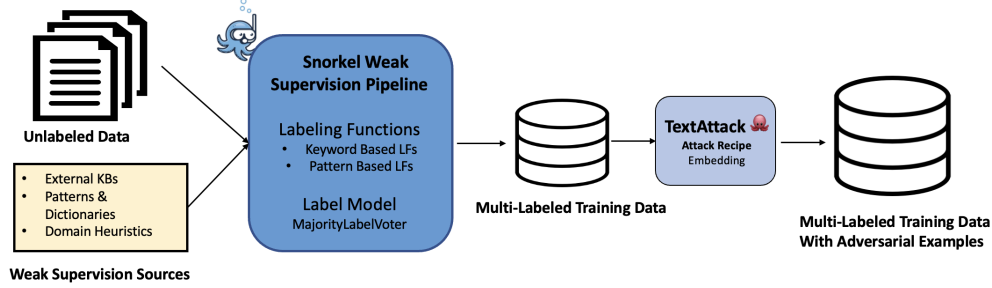 Unlabeled Data
• External KBs
• Patterns &
Dictionaries
• Domain Heuristics
Weak Supervision Sources
Snorkel Weak
Supervision Pipeline
Labeling Functions
• Keyword Based LFs
• Pattern Based LFs
Label Model
MajorityLabelVoter
Multi-Labeled Training Data
TextAttack
Attack Recipe
Embedding
Multi-Labeled Training Data
With Adversarial Examples